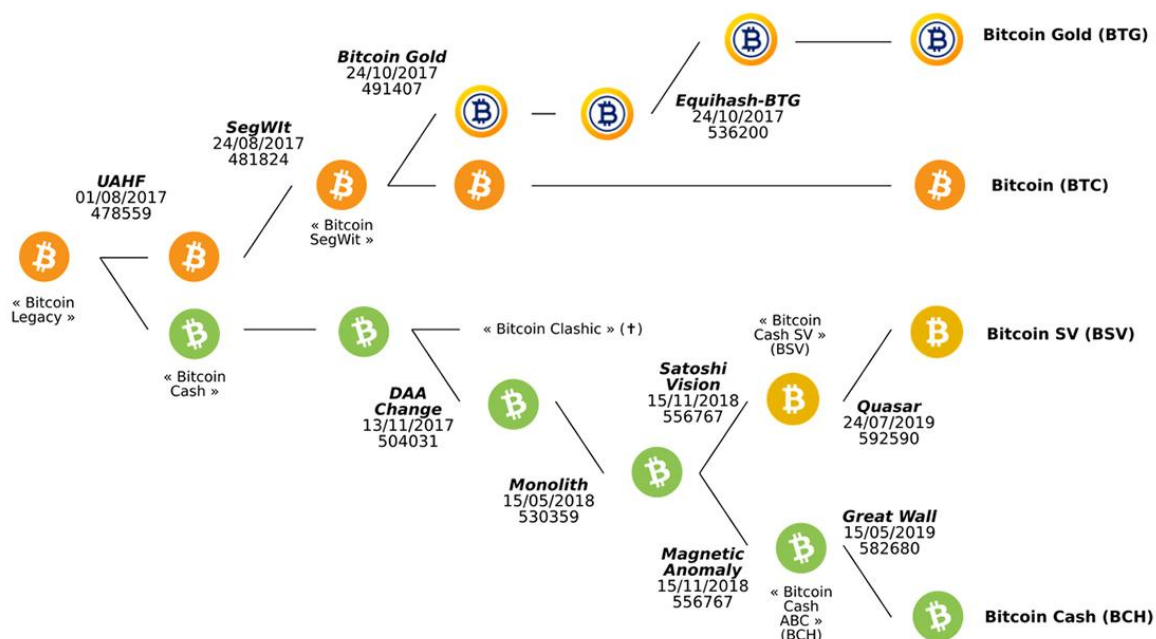 Bitcoin Gold
24/10/2017
491407
Bitcoin Gold (BTG)
Equihash-BTG
24/10/2017
536200
SegWIt
24/08/2017
481824
UAHF
01/08/2017
478559
Bitcoin (BTC)
« Bitcoin
SegWit »
« Bitcoin
Legacy »
« Bitcoin
Cash »
« Bitcoin Clashic » (✝)
« Bitcoin
Cash SV »
(BSV)
Bitcoin SV (BSV)
DAA
Change
13/11/2017
504031
Satoshi
Vision
15/11/2018
556767
Quasar
24/07/2019
592590
Monolith
15/05/2018
530359
Great Wall
15/05/2019
582680
Magnetic
Anomaly
15/11/2018
556767
« Bitcoin
Cash
ABC »
(BCH)
Bitcoin Cash (BCH)